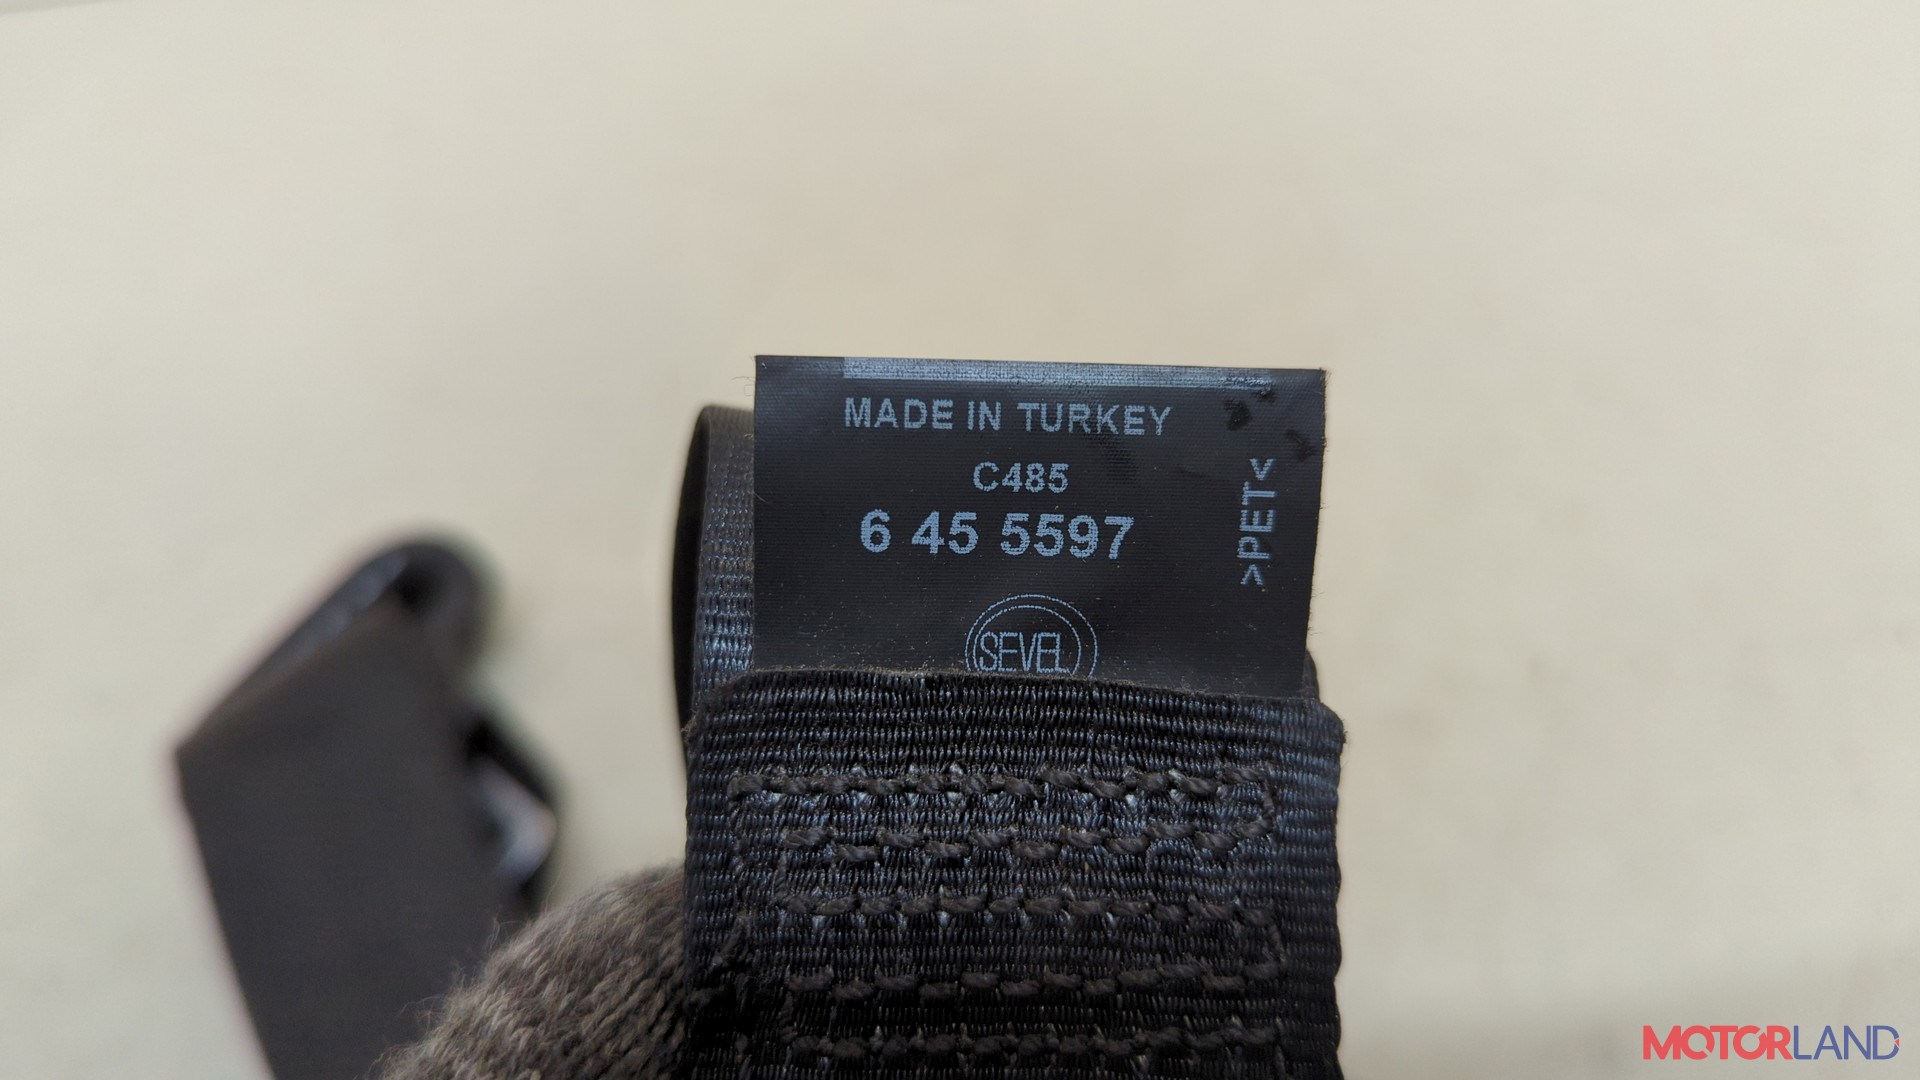 MADE IN TURKEY
C485
6 45 5597
>PET<
SEVEL
MOTORLAND